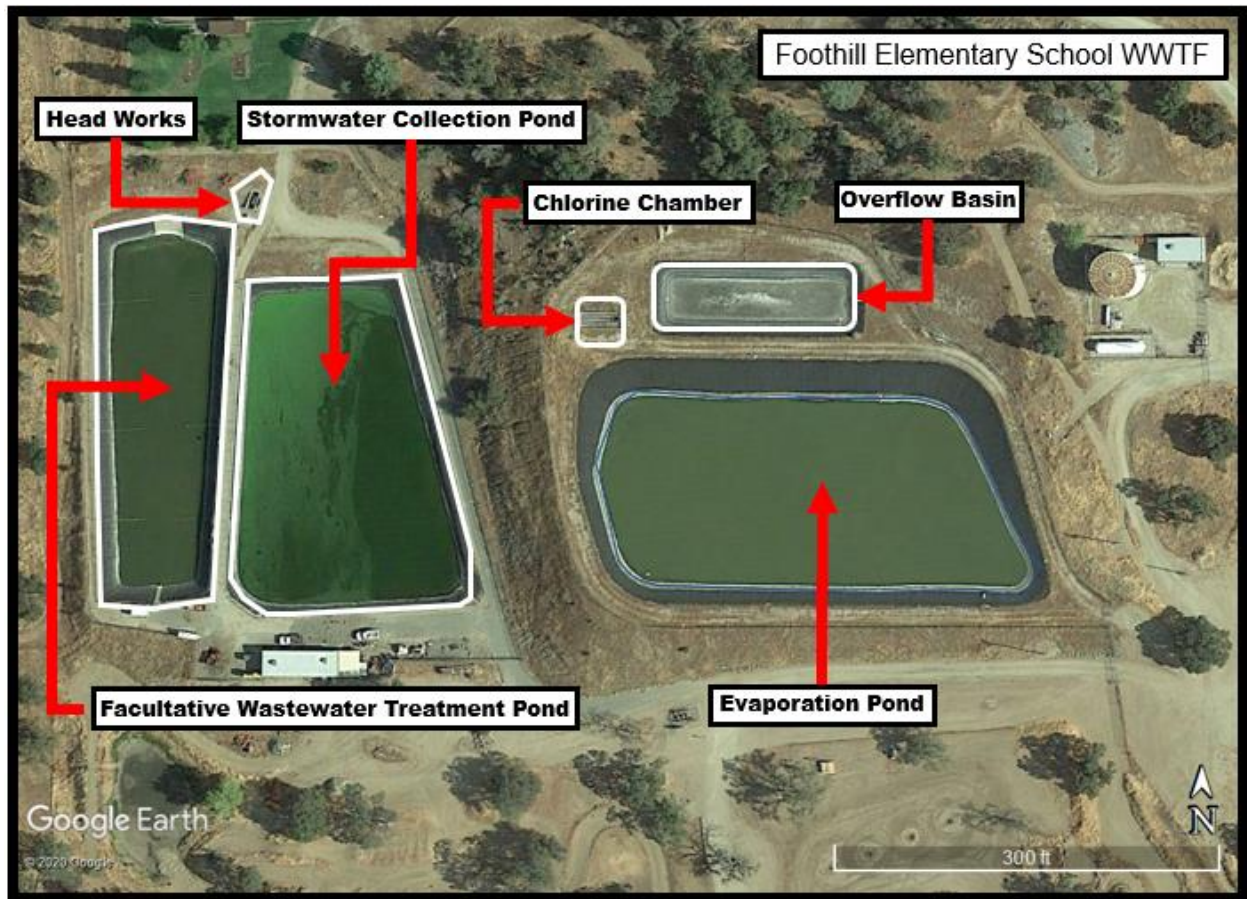 Foothill Elementary School WWTF
Head Works
Stormwater Collection Pond
Chlorine Chamber
Overflow Basin
Facultative Wastewater Treatment Pond
Evaporation Pond
Google Earth
© 2020 Google
N
300 ft